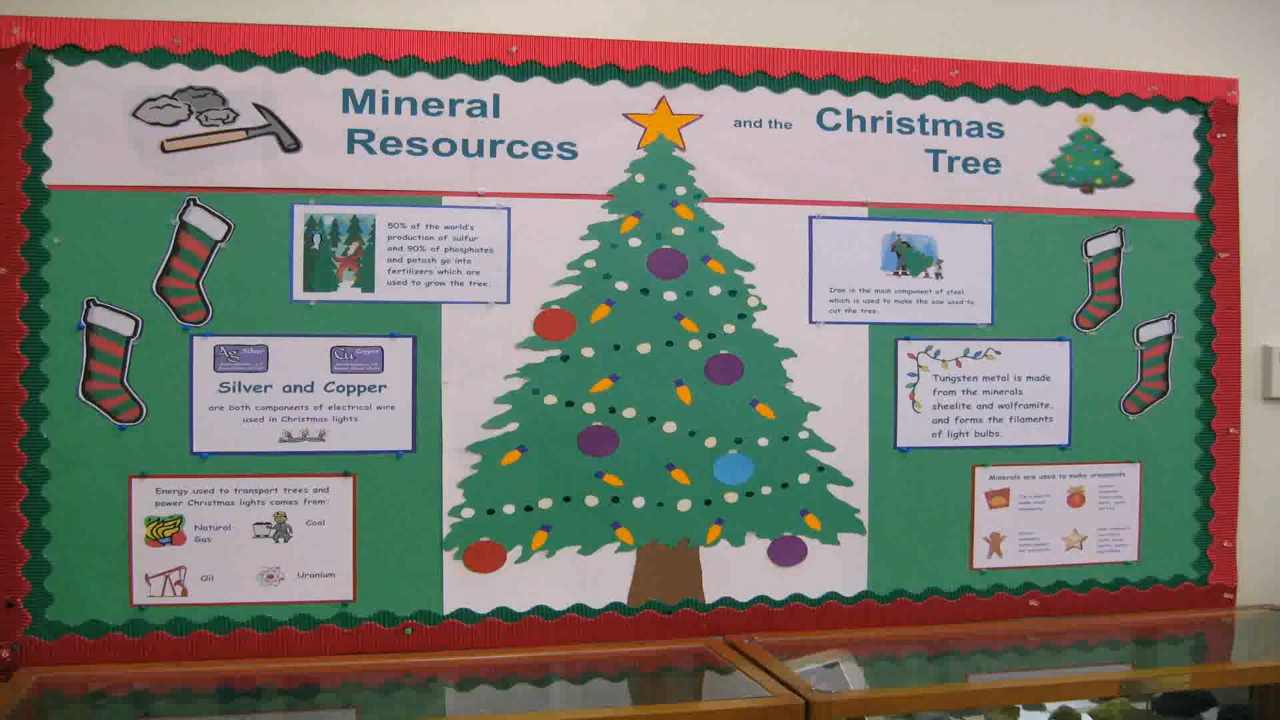 Mineral
Resources
and the
Christmas
Tree
50% of the world's
production of sulfur
and 90% of phosphates
and potash go into
fertilizers which are
used to grow the tree.
Iron is the main component of steel
which is used to make the saw used to
cut the tree.
Ag Silver
Cu Copper
Silver and Copper
are both components of electrical wire
used in Christmas lights
Tungsten metal is made
from the minerals
sheelite and wolframite,
and forms the filaments
of light bulbs.
Energy used to transport trees and
power Christmas lights comes from:
Natural
Gas
Coal
Oil
Uranium
Minerals are used to make ornaments